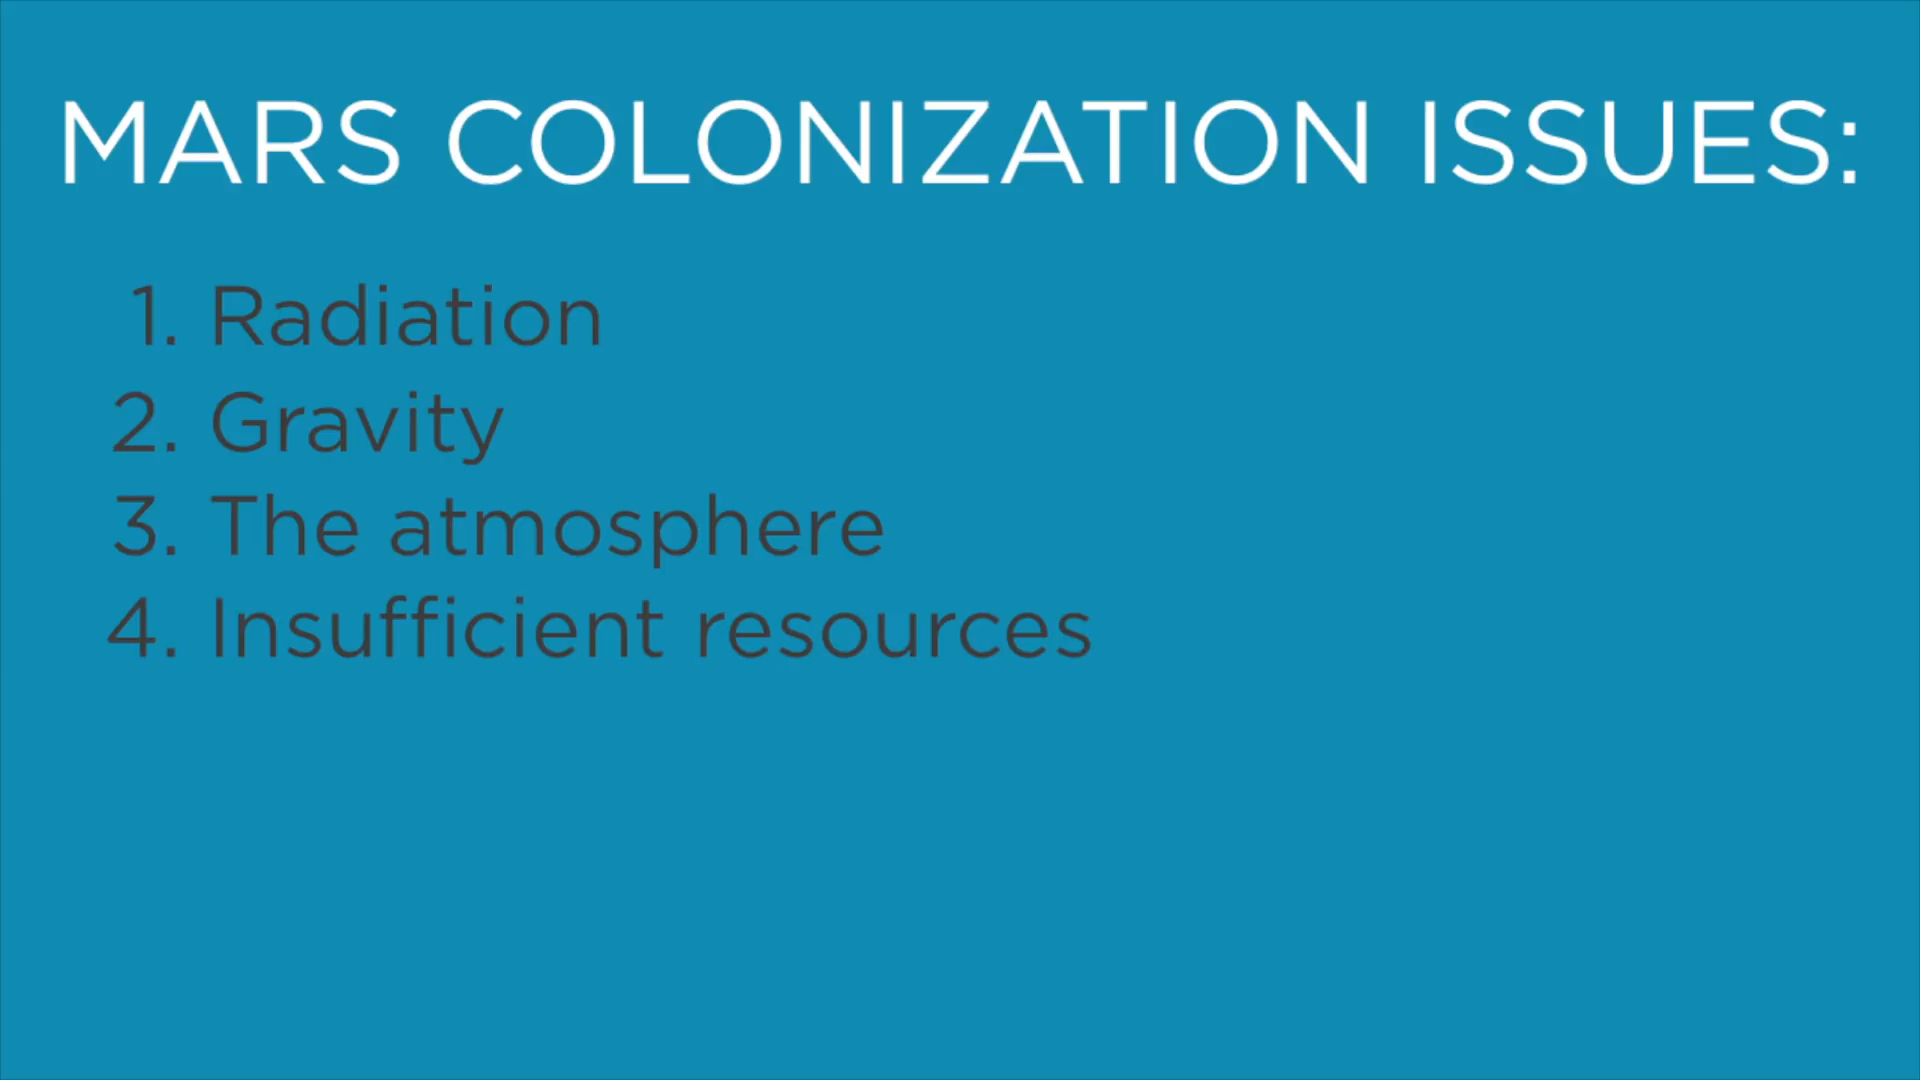 MARS COLONIZATION ISSUES:
1. Radiation
2. Gravity
3. The atmosphere
4. Insufficient resources